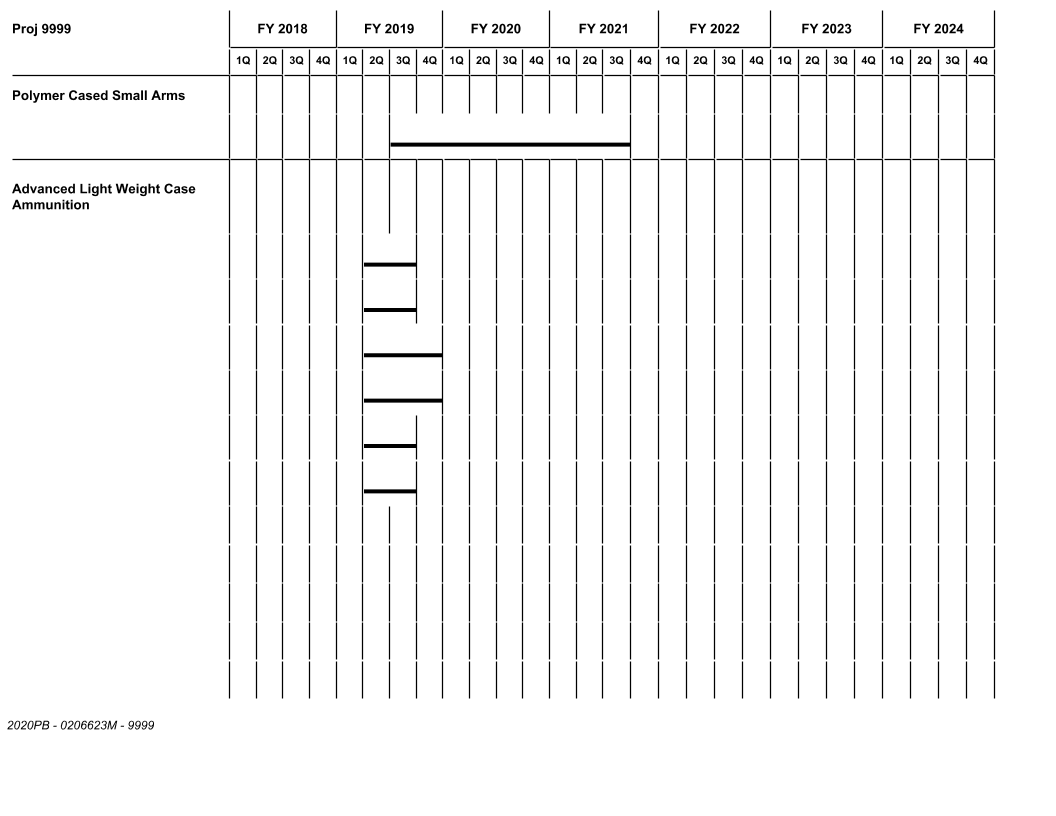 Proj 9999 FY 2018 FY 2019 FY 2020 FY 2021 FY 2022 FY 2023 FY 2024
1Q 2Q 3Q 4Q 1Q 2Q 3Q 4Q 1Q 2Q 3Q 4Q 1Q 2Q 3Q 4Q 1Q 2Q 3Q 4Q 1Q 2Q 3Q 4Q 1Q 2Q 3Q 4Q
Polymer Cased Small Arms
Advanced Light Weight Case
Ammunition
2020PB - 0206623M - 9999